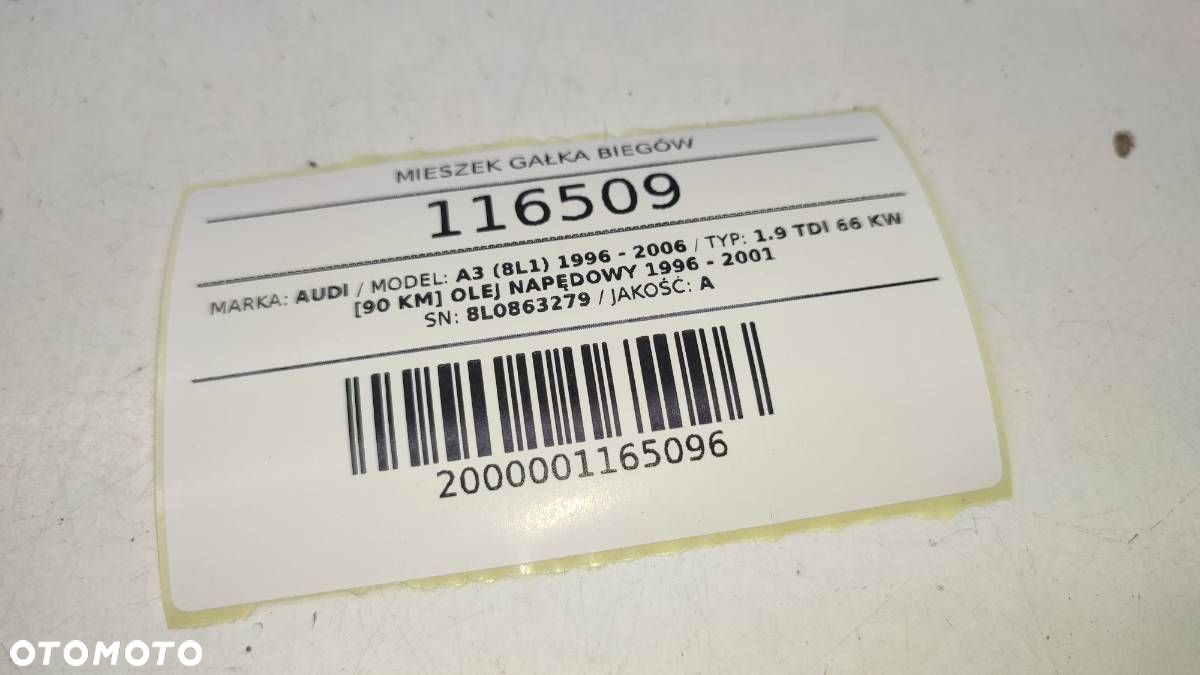 MIESZEK GAŁKA BIEGÓW
116509
MARKA: AUDI / MODEL: A3 (8L1) 1996 - 2006 / TYP: 1.9 TDI 66 KW
[90 KM] OLEJ NAPĘDOWY 1996 - 2001
SN: 8L0863279 / JAKOŚĆ: A
2000001165096
OTOMOTO